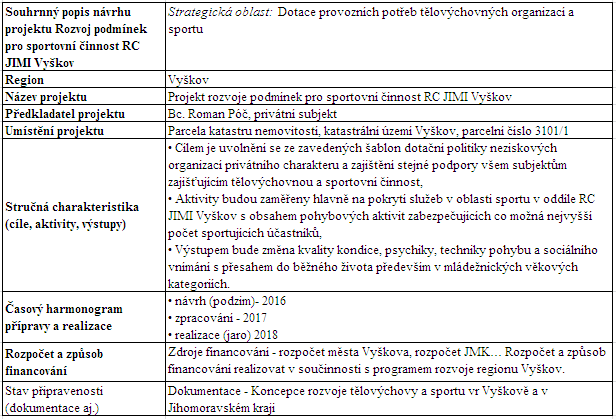 Souhrnný popis návrhu
projektu Rozvoj podmínek
pro sportovní činnost RC
JIMI Vyškov
Strategická oblast: Dotace provozních potřeb tělovýchovných organizací a
sportu
Region
Vyškov
Název projektu
Projekt rozvoje podmínek pro sportovní činnost RC JIMI Vyškov
Předkladatel projektu
Bc. Roman Póč, privátní subjekt
Umístění projektu
Parcela katastru nemovitostí, katastrální území Vyškov, parcelní číslo 3101/1
Stručná charakteristika
(cíle, aktivity, výstupy)
• Cílem je uvolnění se ze zavedených šablon dotační politiky neziskových
organizací privátního charakteru a zajištění stejné podpory všem subjektům
zajišťujícím tělovýchovnou a sportovní činnost,
• Aktivity budou zaměřeny hlavně na pokrytí služeb v oblasti sportu v oddíle RC
JIMI Vyškov s obsahem pohybových aktivit zabezpečujících co možná nejvyšší
počet sportujících účastníků,
• Výstupem bude změna kvality kondice, psychiky, techniky pohybu a sociálního
vnímání s přesahem do běžného života především v mládežnických věkových
kategoriích.
Časový harmonogram
přípravy a realizace
• návrh (podzim)- 2016
• zpracování - 2017
• realizace (jaro) 2018
Rozpočet a způsob
financování
Zdroje financování - rozpočet města Vyškova, rozpočet JMK… Rozpočet a způsob
financování realizovat v součinnosti s programem rozvoje regionu Vyškov.
Stav připravenosti
(dokumentace aj.)
Dokumentace - Koncepce rozvoje tělovýchovy a sportu vr Vyškově a v
Jihomoravském kraji